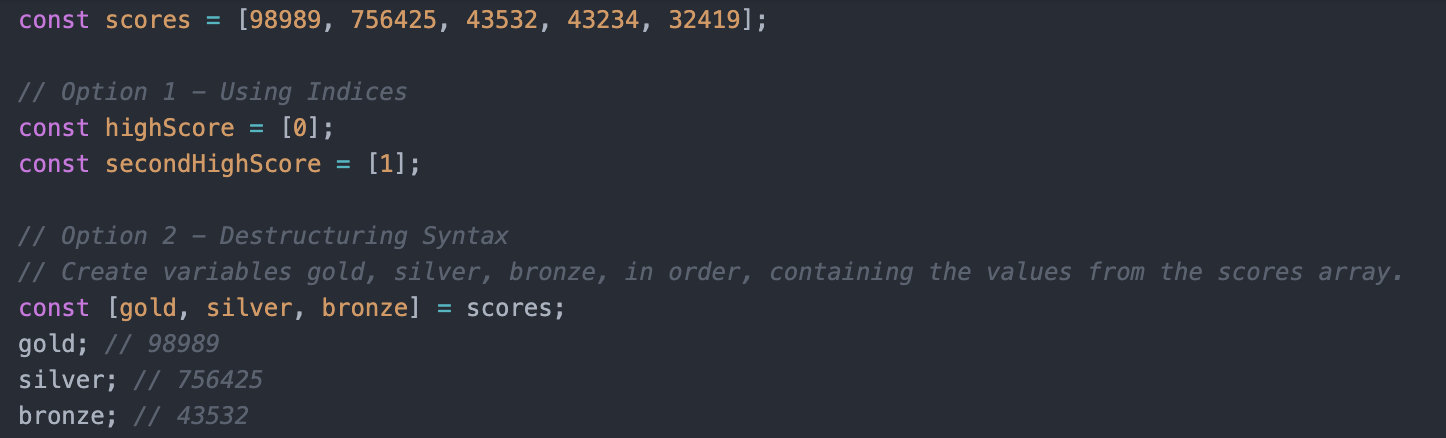 const scores = [98989, 756425, 43532, 43234, 32419];
// Option 1 – Using Indices
const highScore = [0];
const secondHighScore = [1];
// Option 2 – Destructuring Syntax
// Create variables gold, silver, bronze, in order, containing the values from the scores array.
const [gold, silver, bronze] = scores;
gold; // 98989
silver; // 756425
bronze; // 43532